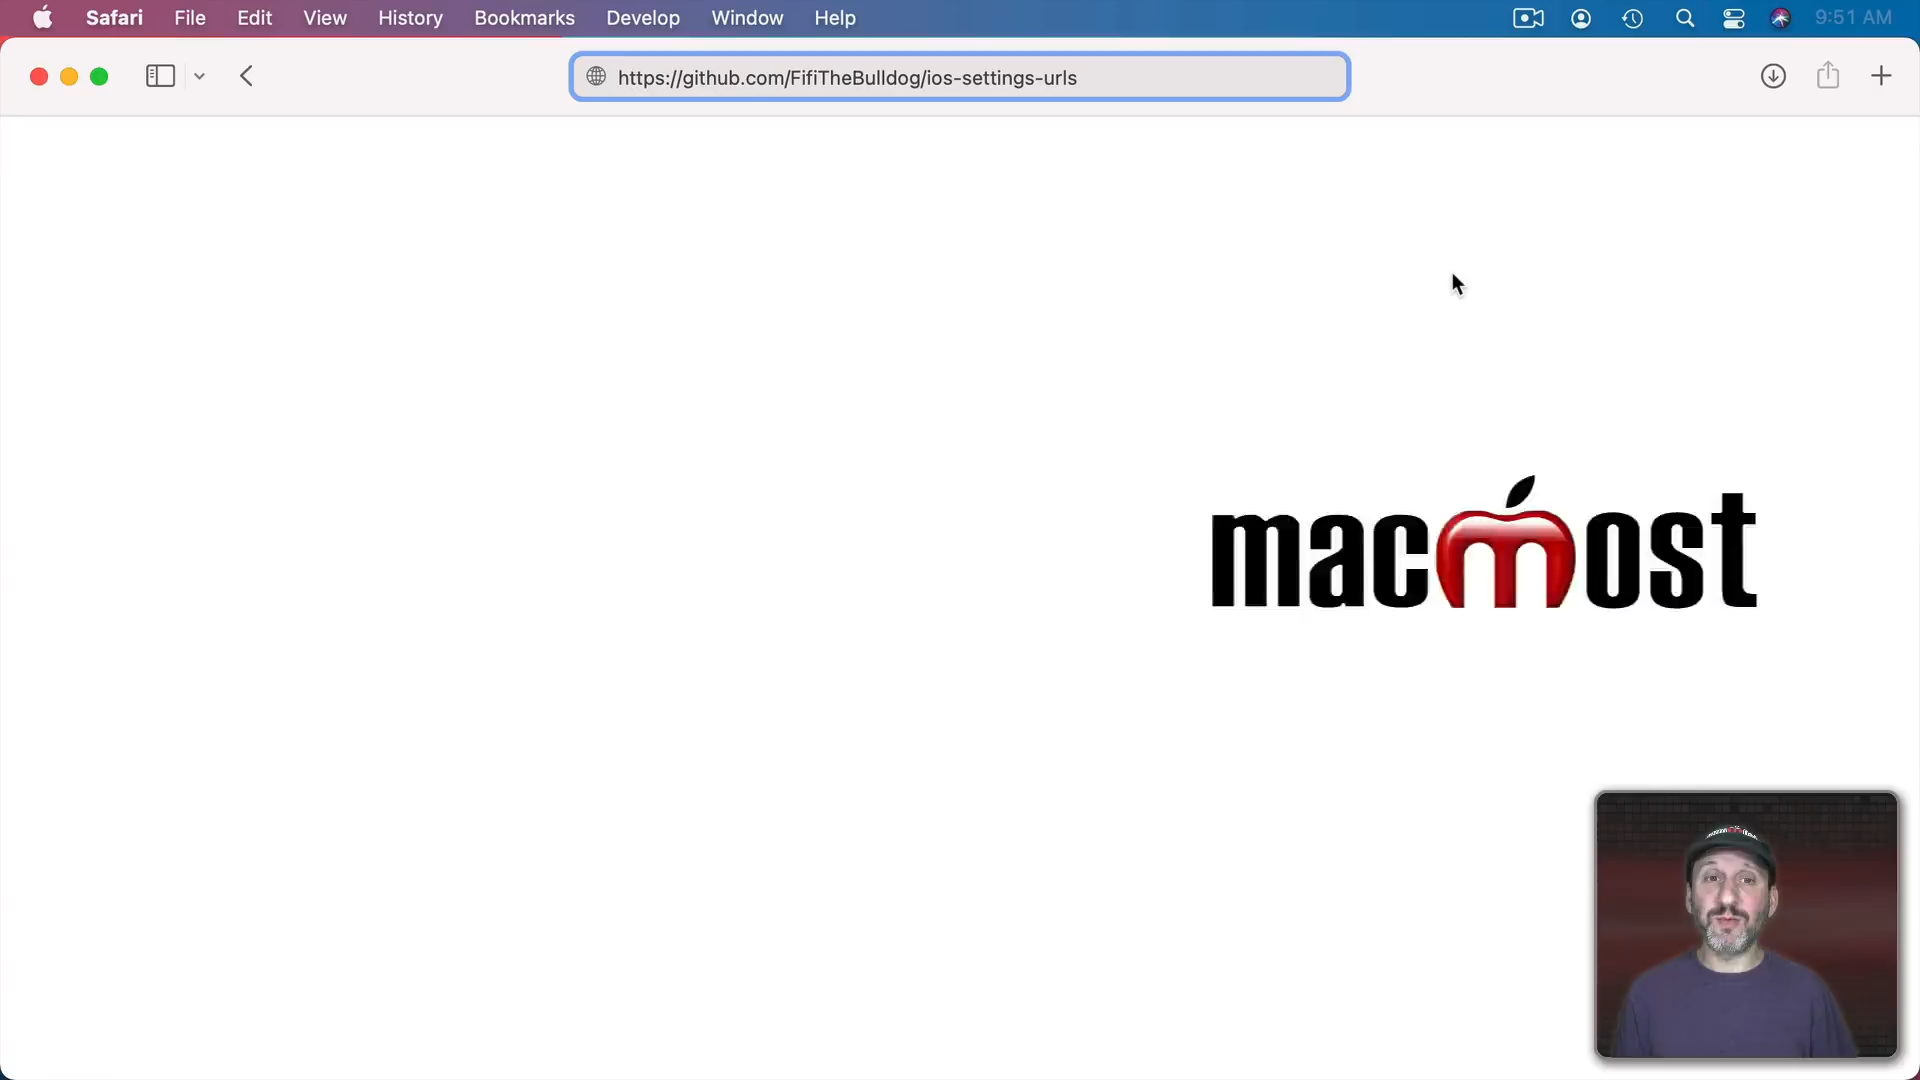 Safari File Edit View History Bookmarks Develop Window Help 9:51 AM
https://github.com/FifiTheBulldog/ios-settings-urls
macmost